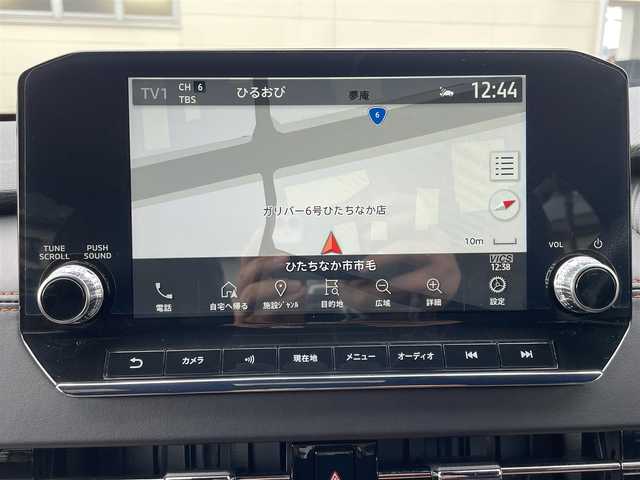 TV1 CH 6 TBS ひるおび 夢庵 12:44
6
ガリバー6号ひたちなか店
10m
ひたちなか市市毛
VICS 12:38
電話 自宅へ帰る 施設ジャンル 目的地 広域 詳細 設定
TUNE SCROLL
PUSH SOUND
VOL
カメラ 現在地 メニュー オーディオ